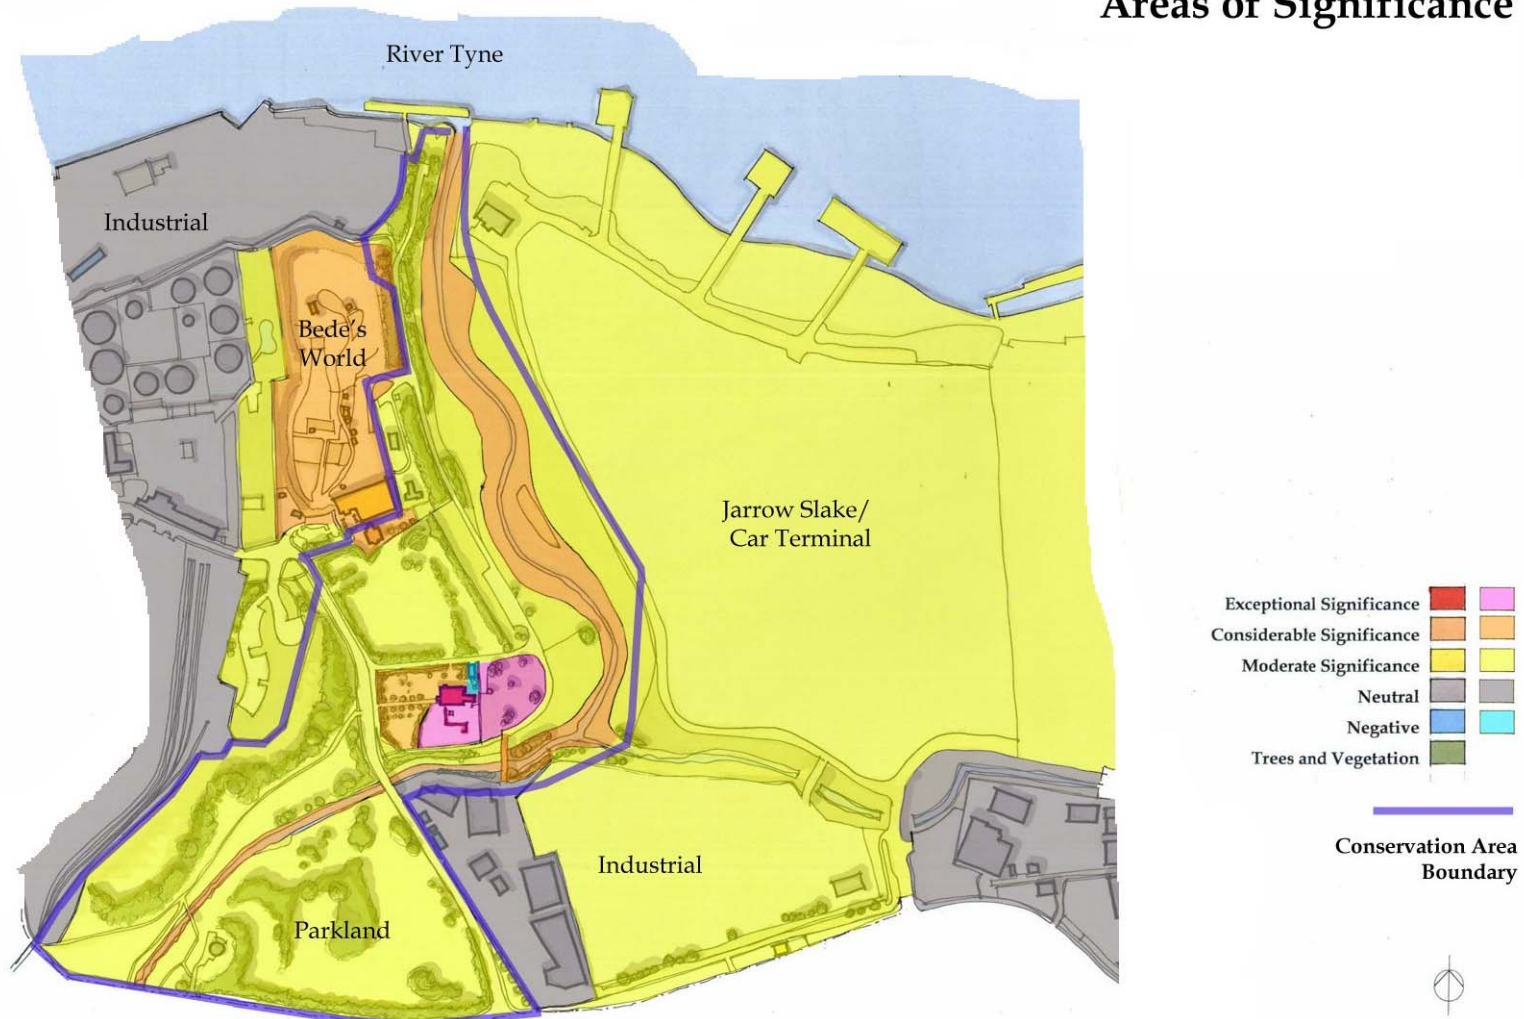 Areas of Significance
River Tyne
Industrial
Bede's
World
Jarrow Slake/
Car Terminal
Exceptional Significance
Considerable Significance
Moderate Significance
Neutral
Negative
Trees and Vegetation
Conservation Area
Boundary
Industrial
Parkland